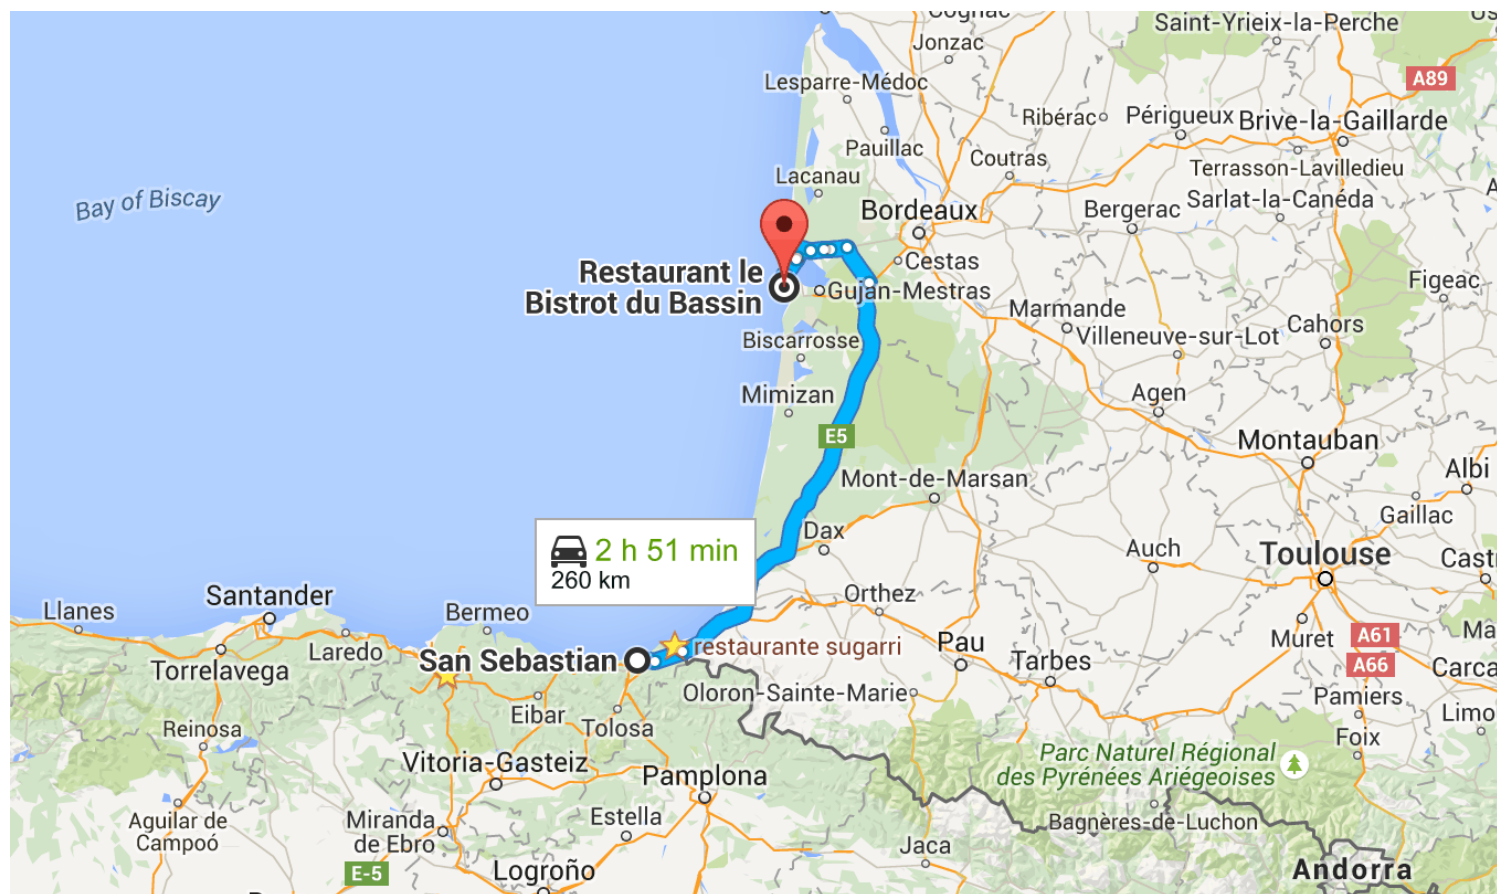 Cognac
Saint-Yrieix-la-Perche
Jonzac
A89
Lesparre-Médoc
Ribérac
Périgueux
Brive-la-Gaillarde
Pauillac
Coutras
Terrasson-Lavilledieu
Lacanau
Bay of Biscay
Sarlat-la-Canéda
Bordeaux
Bergerac
Cestas
Restaurant le
Bistrot du Bassin
Gujan-Mestras
Figeac
Marmande
Villeneuve-sur-Lot
Cahors
Biscarrosse
Mimizan
Agen
E5
Montauban
Albi
Mont-de-Marsan
Gaillac
Dax
2 h 51 min
260 km
Auch
Toulouse
Castr
Santander
Llanes
Bermeo
Orthez
Muret
A61
Ma
Laredo
restaurante sugarri
Pau
San Sebastian
Torrelavega
Tarbes
A66
Carca
Oloron-Sainte-Marie
Pamiers
Eibar
Tolosa
Limo
Reinosa
Foix
Parc Naturel Régional
des Pyrénées Ariégeoises
Vitoria-Gasteiz
Pamplona
Aguilar de
Campoó
Miranda
de Ebro
Estella
Bagnères-de-Luchon
Jaca
E-5
Logroño
Andorra